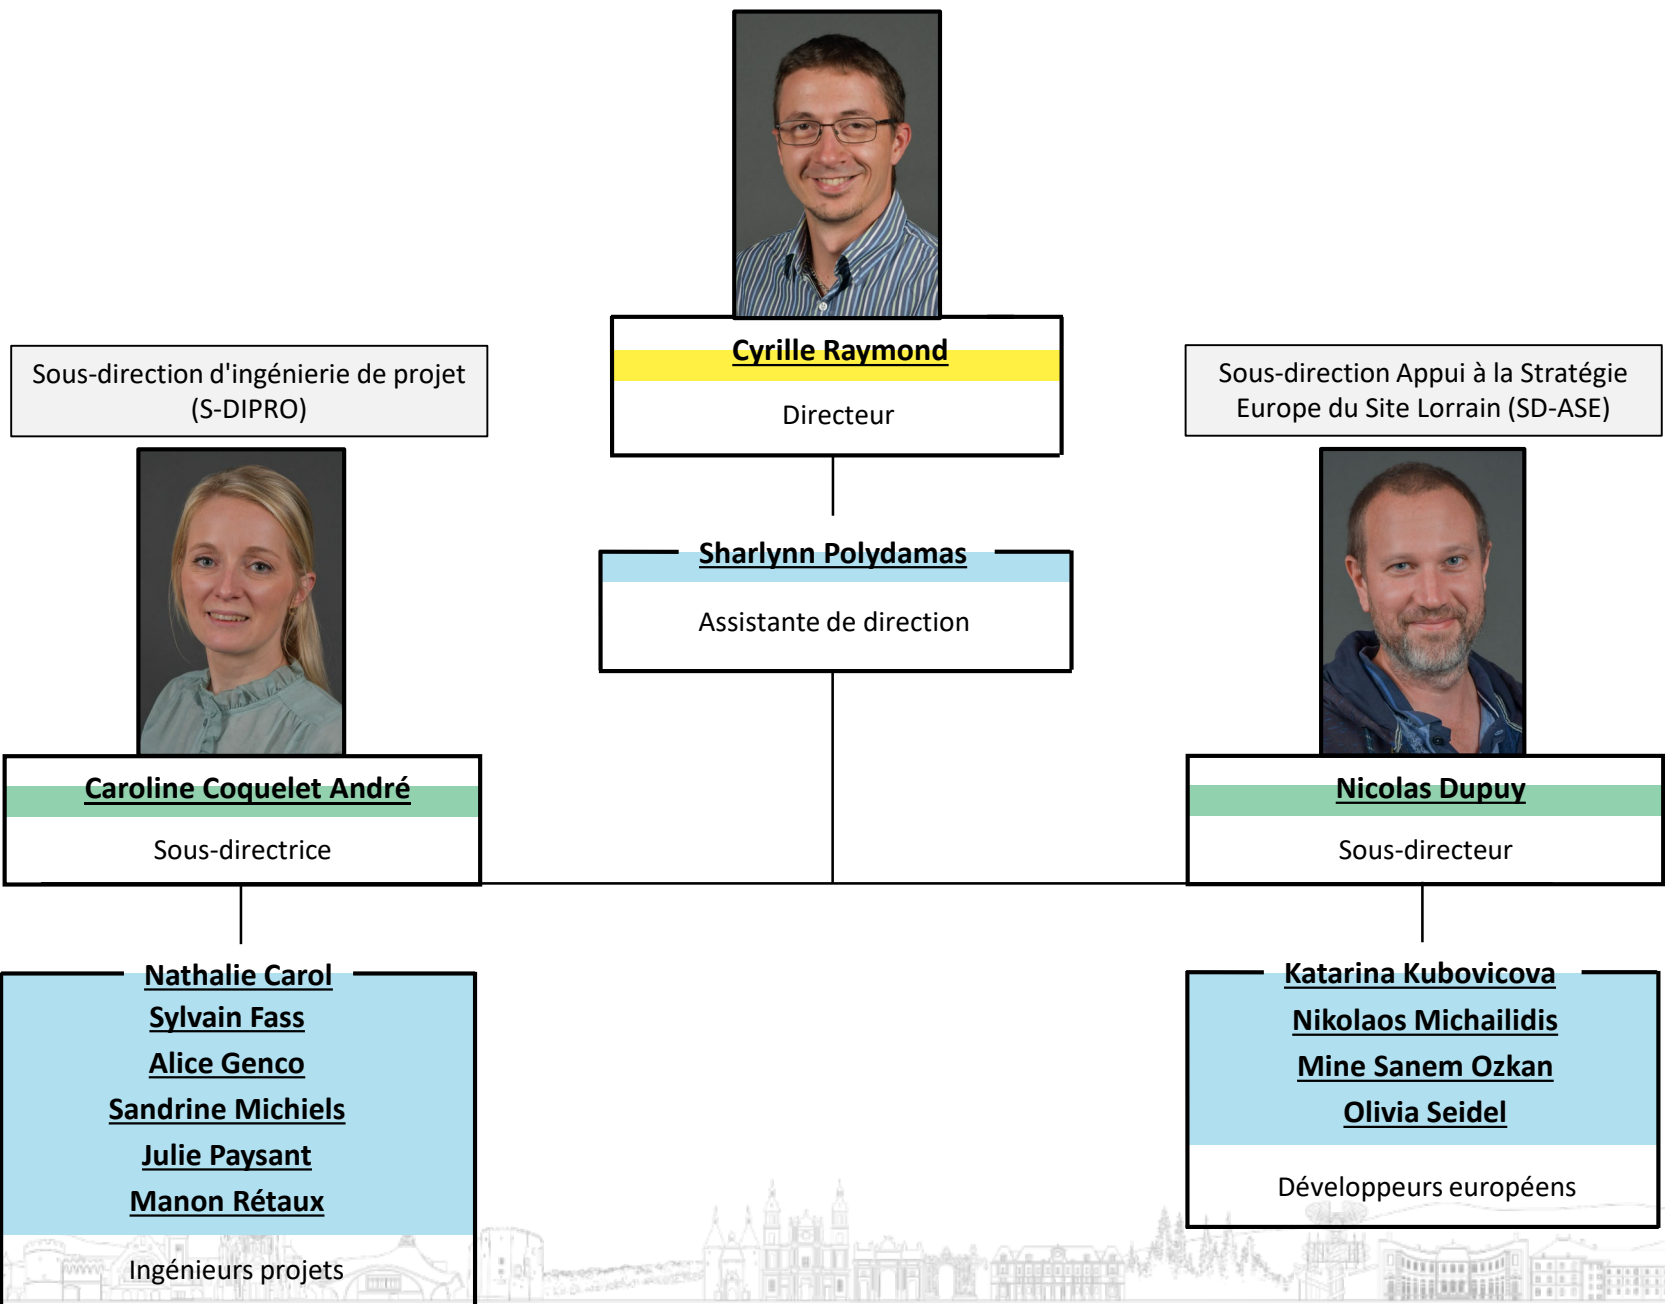 Cyrille Raymond
Directeur
Sous-direction d'ingénierie de projet
(S-DIPRO)
Sous-direction Appui à la Stratégie
Europe du Site Lorrain (SD-ASE)
Sharlynn Polydamas
Assistante de direction
Caroline Coquelet André
Sous-directrice
Nicolas Dupuy
Sous-directeur
Nathalie Carol
Sylvain Fass
Alice Genco
Sandrine Michiels
Julie Paysant
Manon Rétaux
Ingénieurs projets
Katarina Kubovicova
Nikolaos Michailidis
Mine Sanem Ozkan
Olivia Seidel
Développeurs européens